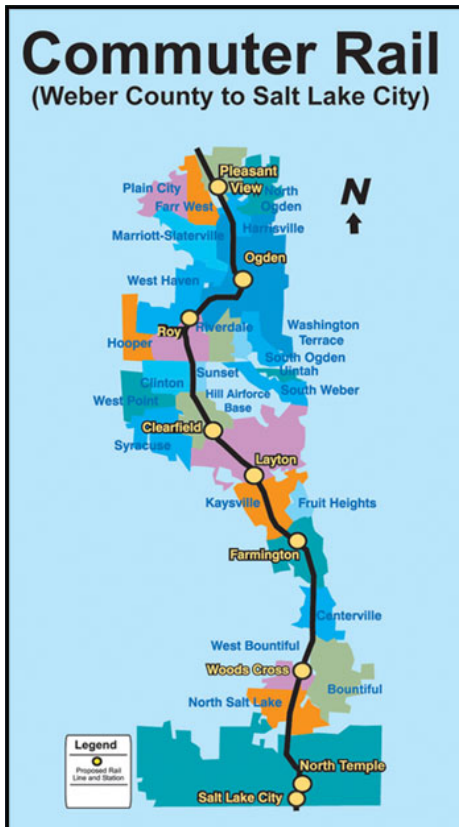 Commuter Rail
(Weber County to Salt Lake City)
N
Pleasant
View
Plain City
North
Ogden
Farr West
Harrisville
Marriott-Slaterville
Ogden
West Haven
Riverdale
Roy
Washington
Terrace
Hooper
South Ogden
Uintah
Sunset
Clinton
South Weber
Hill Airforce
Base
West Point
Clearfield
Syracuse
Layton
Kaysville
Fruit Heights
Farmington
Centerville
West Bountiful
Woods Cross
Bountiful
North Salt Lake
North Temple
Salt Lake City
Legend
Proposed Rail
Line and Station